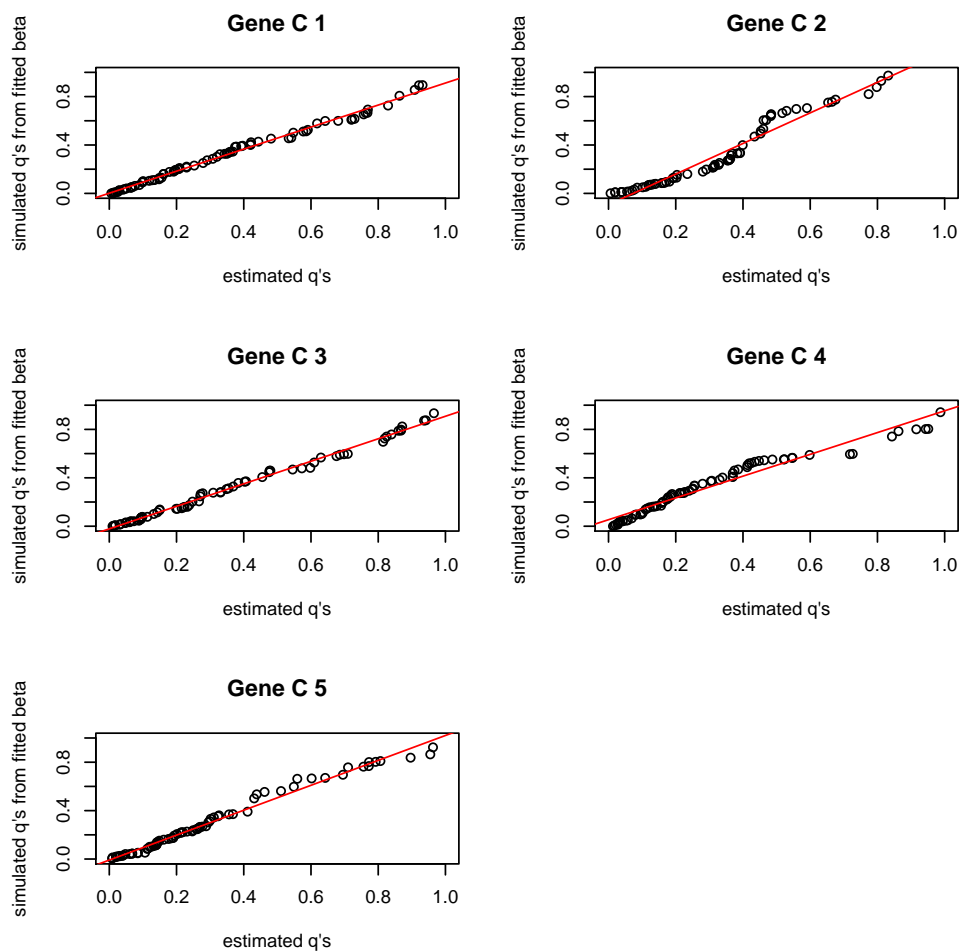 Gene C 1
simulated q's from fitted beta
0.0 0.4 0.8
0.0 0.2 0.4 0.6 0.8 1.0
estimated q's
Gene C 2
simulated q's from fitted beta
0.0 0.4 0.8
0.0 0.2 0.4 0.6 0.8 1.0
estimated q's
Gene C 3
simulated q's from fitted beta
0.0 0.4 0.8
0.0 0.2 0.4 0.6 0.8 1.0
estimated q's
Gene C 4
simulated q's from fitted beta
0.0 0.4 0.8
0.0 0.2 0.4 0.6 0.8 1.0
estimated q's
Gene C 5
simulated q's from fitted beta
0.0 0.4 0.8
0.0 0.2 0.4 0.6 0.8 1.0
estimated q's